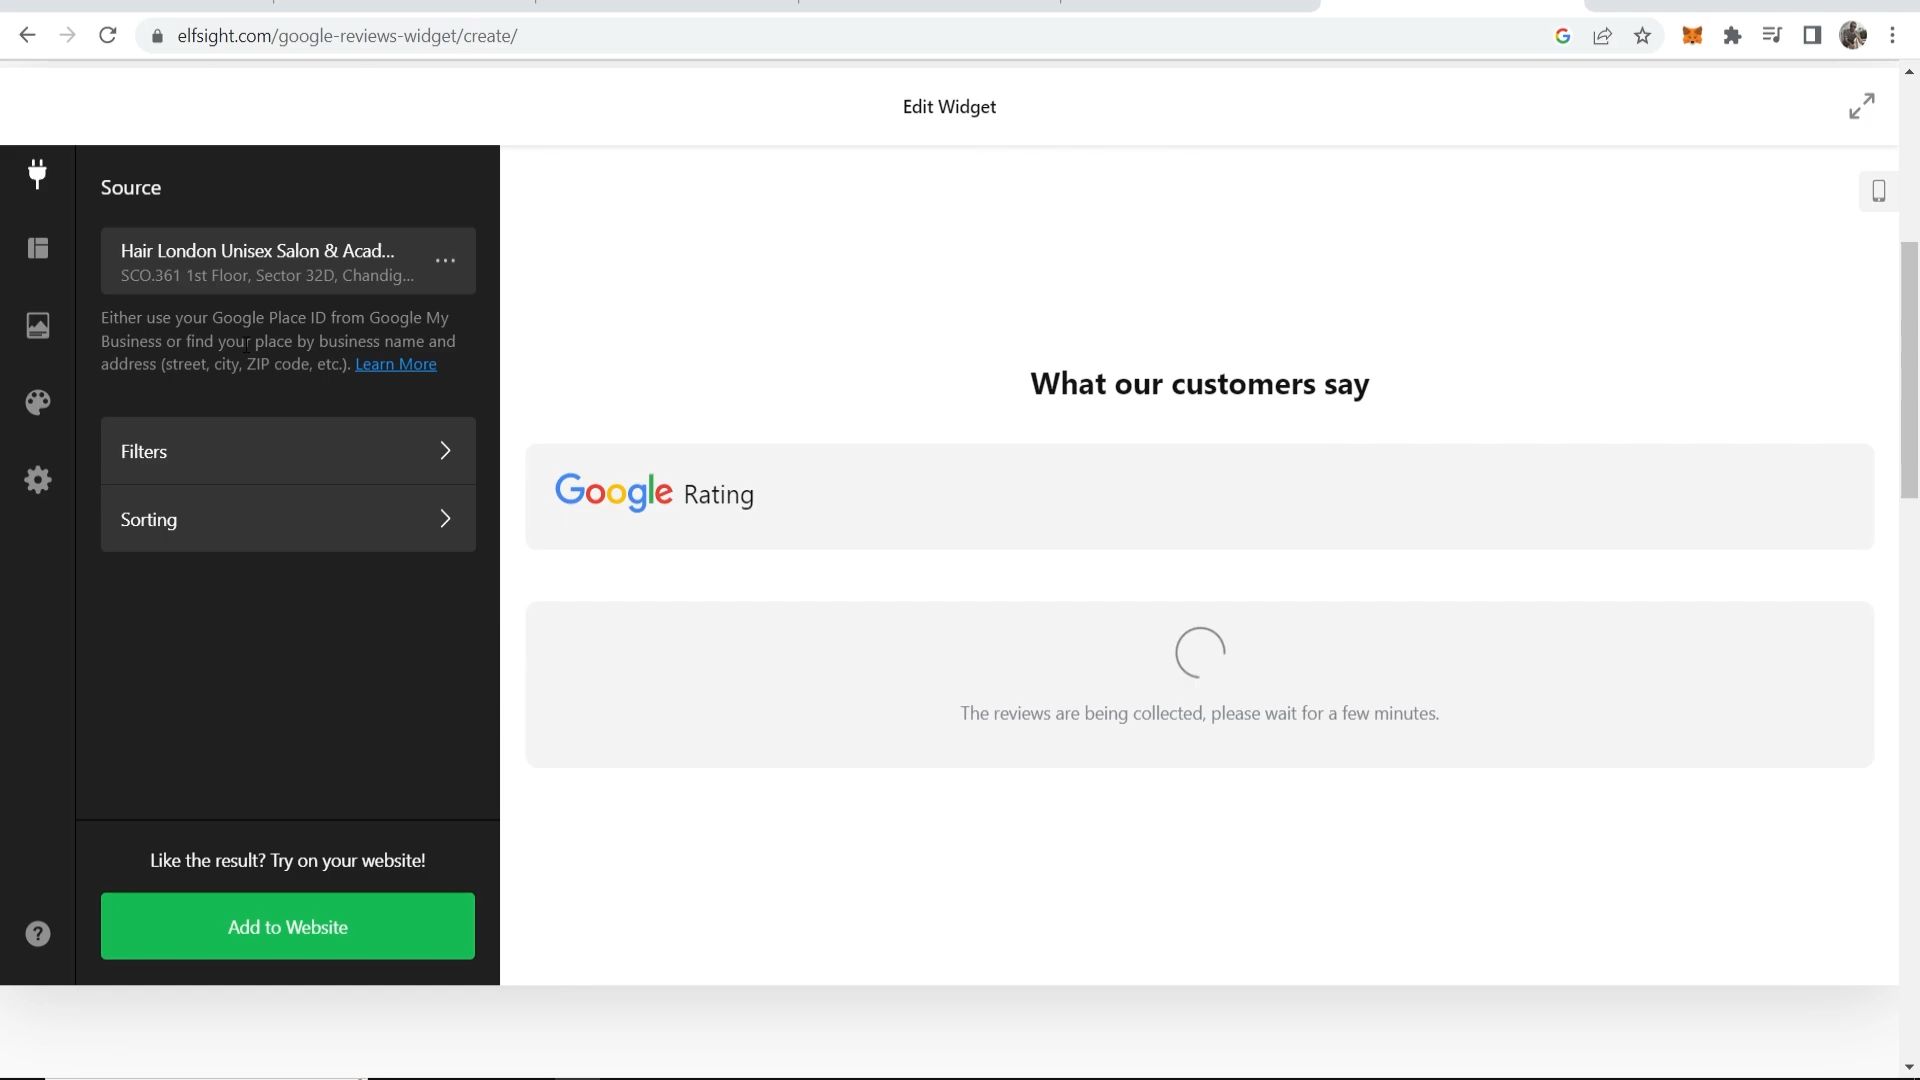 elfsight.com/google-reviews-widget/create/
Edit Widget
Source
Hair London Unisex Salon & Acad...
SCO.361 1st Floor, Sector 32D, Chandig...
Either use your Google Place ID from Google My
Business or find your place by business name and
address (street, city, ZIP code, etc.). Learn More
Filters
Sorting
Like the result? Try on your website!
Add to Website
?
What our customers say
Google Rating
The reviews are being collected, please wait for a few minutes.